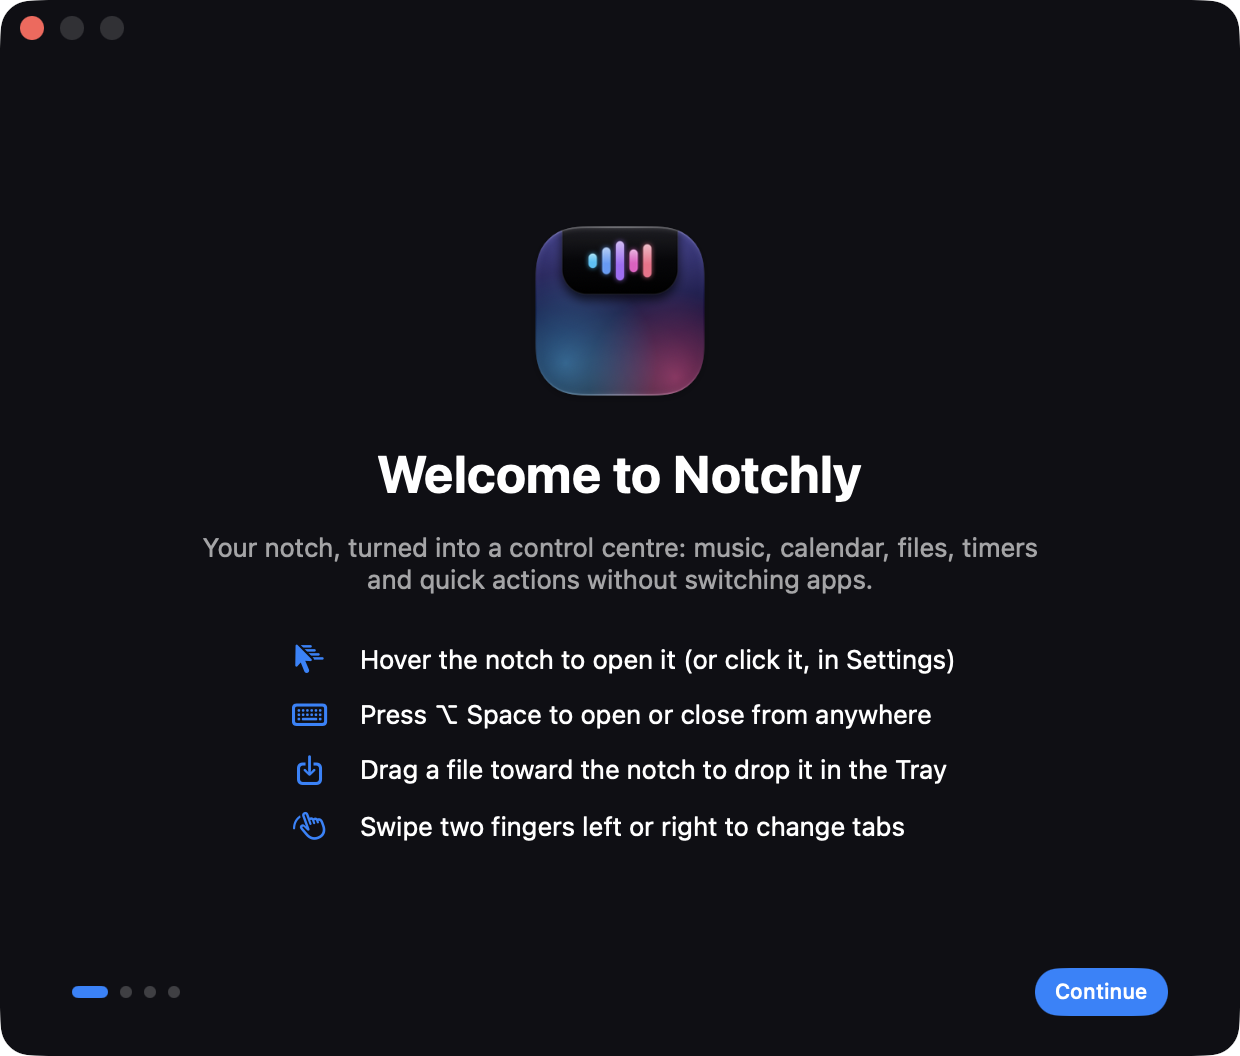 Welcome to Notchly
Your notch, turned into a control centre: music, calendar, files, timers
and quick actions without switching apps.
Hover the notch to open it (or click it, in Settings)
Press ⌥ Space to open or close from anywhere
Drag a file toward the notch to drop it in the Tray
Swipe two fingers left or right to change tabs
Continue